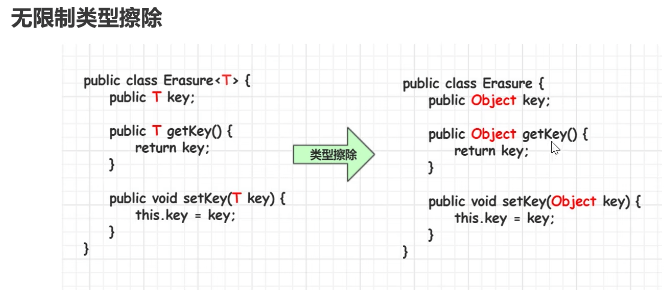 无限制类型擦除
public class Erasure<T> {
public T key;
public T getKey() {
return key;
}
public void setKey(T key) {
this.key = key;
}
}
类型擦除
public class Erasure {
public Object key;
public Object getKey() {
return key;
}
public void setKey(Object key) {
this.key = key;
}
}